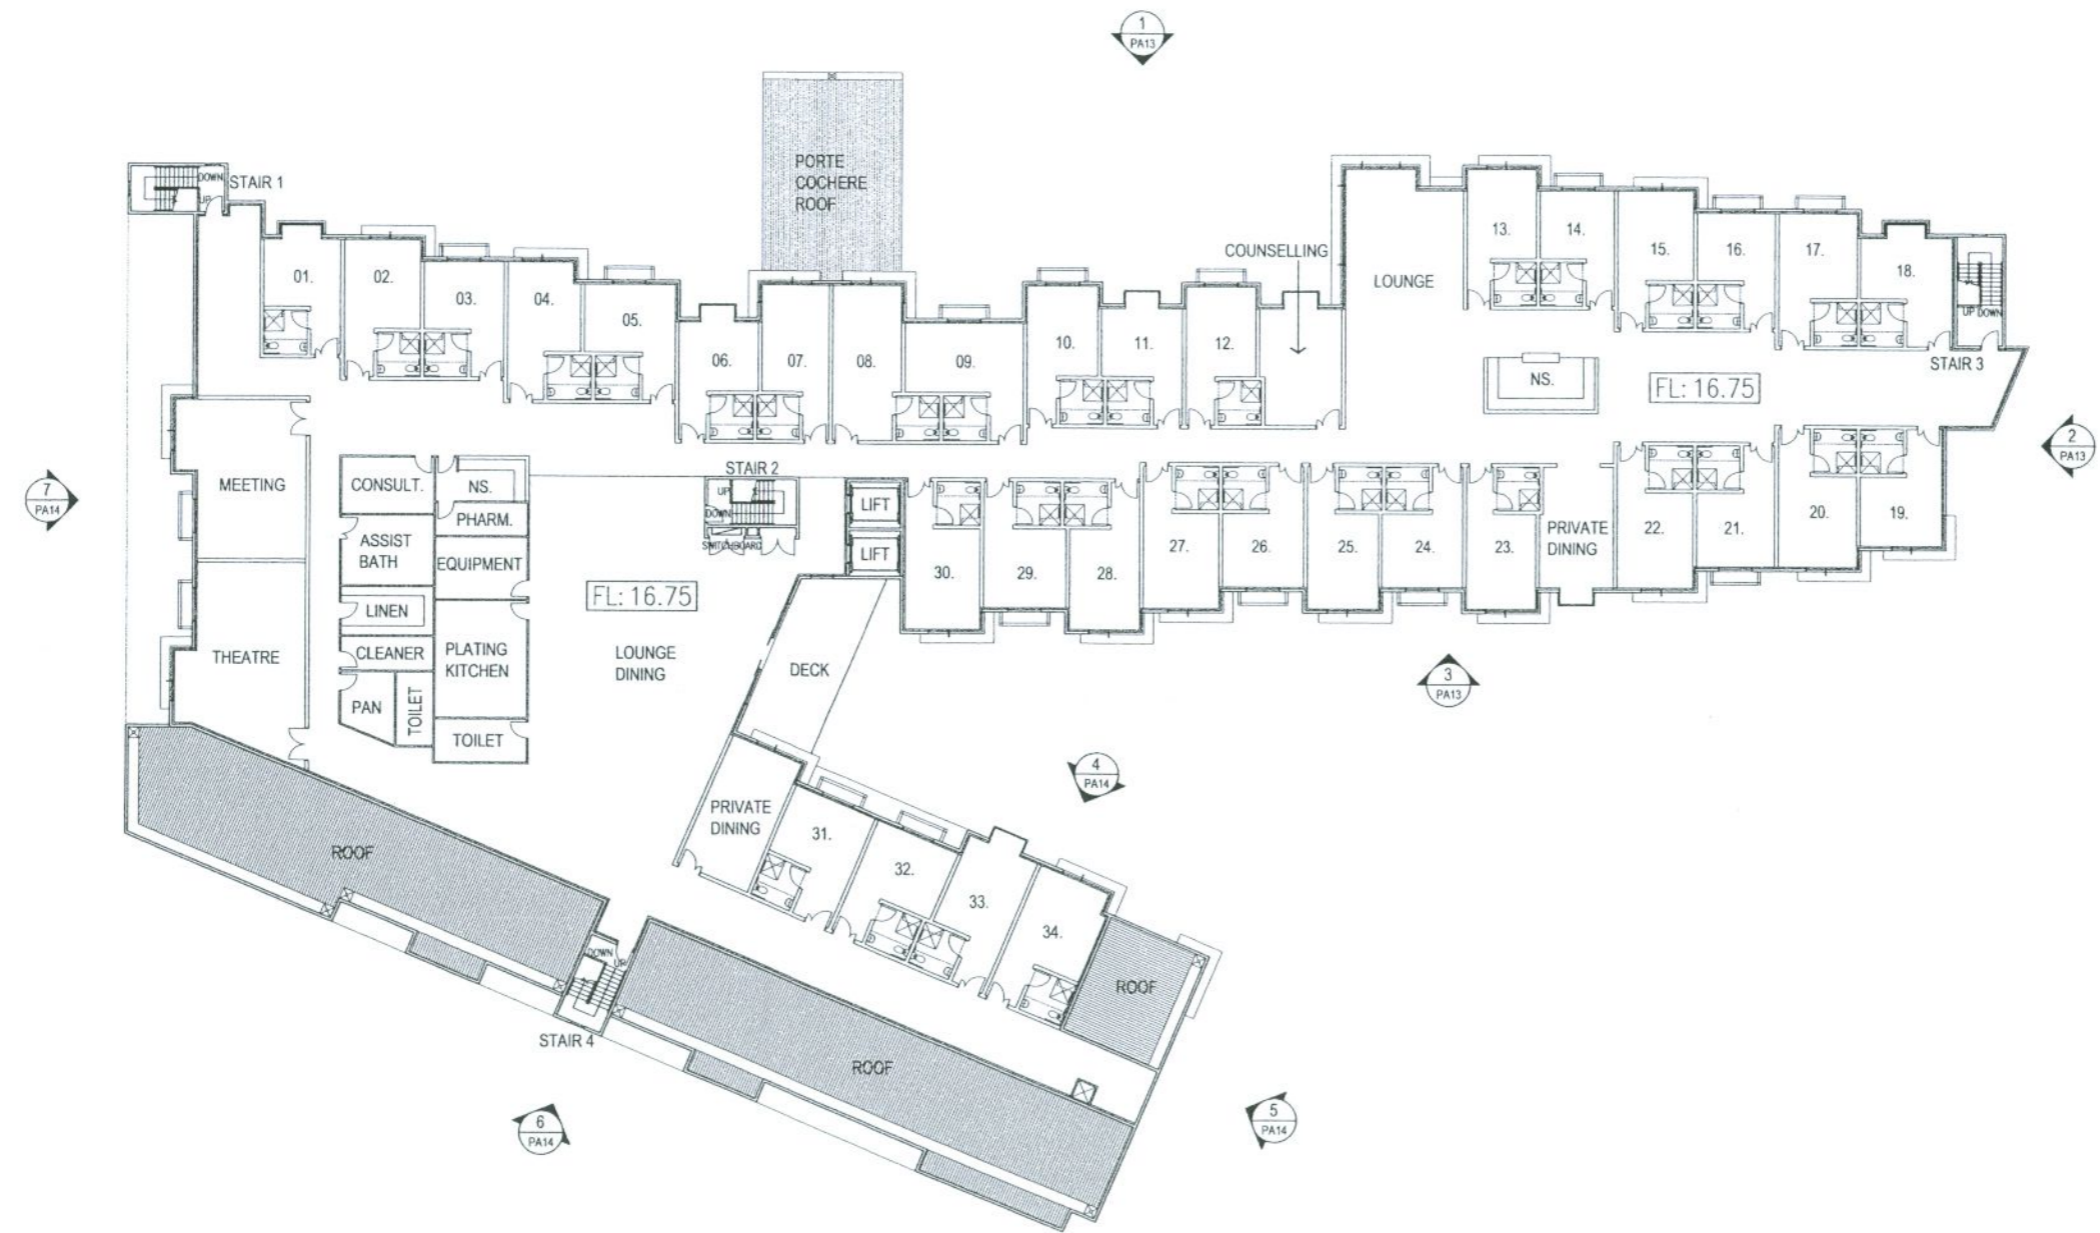 1
PA13
PORTE
COCHERE
ROOF
DOWN
UP
STAIR 1
COUNSELLING
LOUNGE
13.
14.
15.
16.
17.
18.
UP DOWN
STAIR 3
01.
02.
03.
04.
05.
06.
07.
08.
09.
10.
11.
12.
NS.
FL: 16.75
2
PA13
7
PA14
MEETING
CONSULT.
NS.
PHARM.
ASSIST
BATH
EQUIPMENT
LINEN
CLEANER
PLATING
KITCHEN
PAN
TOILET
TOILET
THEATRE
STAIR 2
UP
DOWN
SWITCHBOARD
LIFT
LIFT
FL: 16.75
LOUNGE
DINING
DECK
30.
29.
28.
27.
26.
25.
24.
23.
PRIVATE
DINING
22.
21.
20.
19.
3
PA13
4
PA14
PRIVATE
DINING
31.
32.
33.
34.
ROOF
ROOF
DOWN
UP
STAIR 4
ROOF
6
PA14
5
PA14